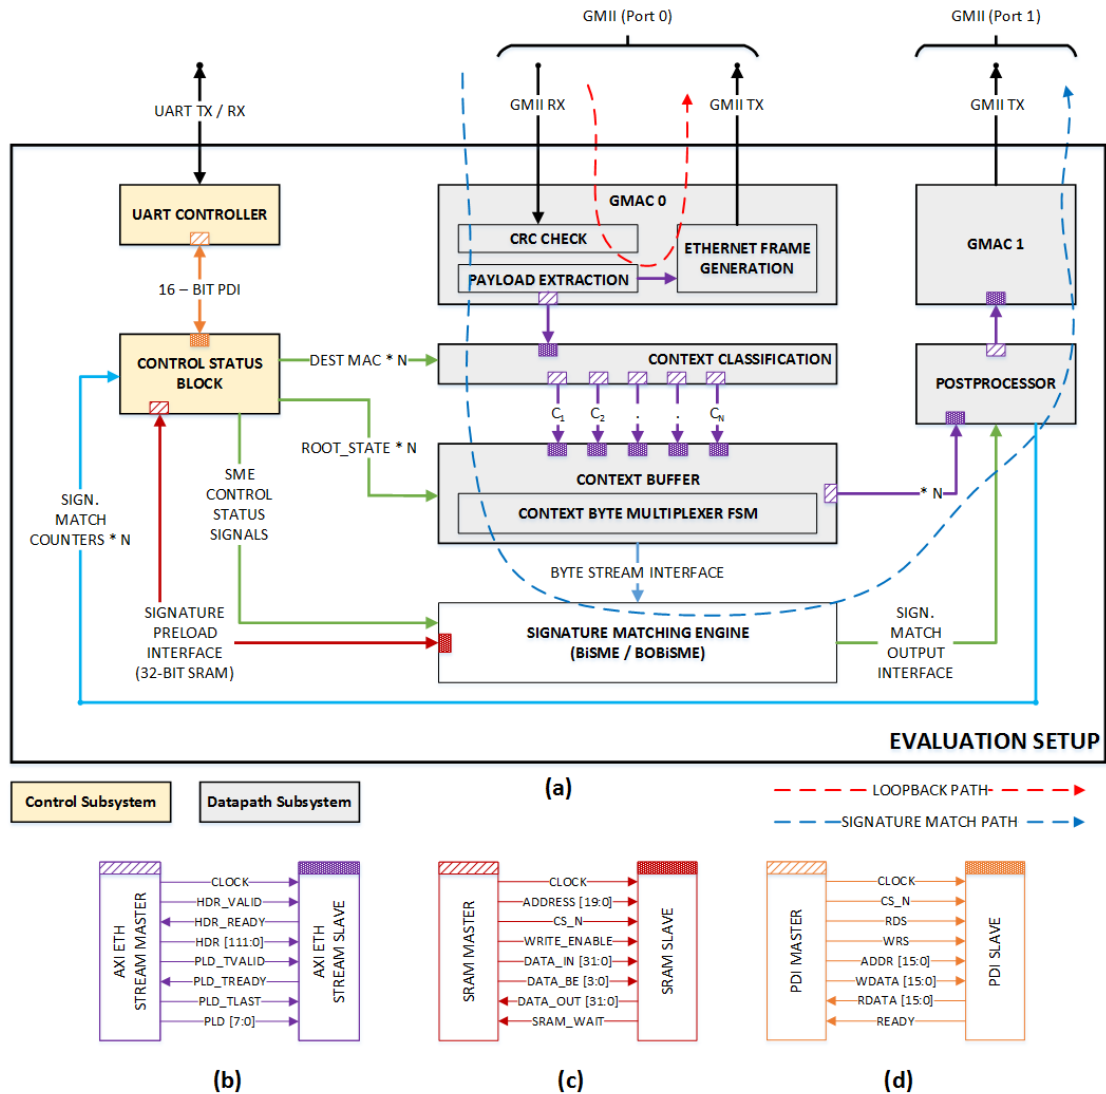 GMII (Port 0)
GMII (Port 1)
UART TX / RX
GMII RX
GMII TX
GMII TX
UART CONTROLLER
GMAC 0
CRC CHECK
PAYLOAD EXTRACTION
ETHERNET FRAME
GENERATION
GMAC 1
16 – BIT PDI
CONTROL STATUS
BLOCK
DEST MAC * N
CONTEXT CLASSIFICATION
POSTPROCESSOR
C1
C2
.
.
CN
ROOT_STATE * N
CONTEXT BUFFER
CONTEXT BYTE MULTIPLEXER FSM
* N
SIGN.
MATCH
COUNTERS * N
SME
CONTROL
STATUS
SIGNALS
BYTE STREAM INTERFACE
SIGNATURE
PRELOAD
INTERFACE
(32-BIT SRAM)
SIGNATURE MATCHING ENGINE
(BiSME / BOBiSME)
SIGN.
MATCH
OUTPUT
INTERFACE
EVALUATION SETUP
(a)
Control Subsystem
Datapath Subsystem
LOOPBACK PATH
SIGNATURE MATCH PATH
AXI ETH
STREAM MASTER
CLOCK
HDR_VALID
HDR_READY
HDR [111:0]
PLD_TVALID
PLD_TREADY
PLD_TLAST
PLD [7:0]
AXI ETH
STREAM SLAVE
(b)
SRAM MASTER
CLOCK
ADDRESS [19:0]
CS_N
WRITE_ENABLE
DATA_IN [31:0]
DATA_BE [3:0]
DATA_OUT [31:0]
SRAM_WAIT
SRAM SLAVE
(c)
PDI MASTER
CLOCK
CS_N
RDS
WRS
ADDR [15:0]
WDATA [15:0]
RDATA [15:0]
READY
PDI SLAVE
(d)